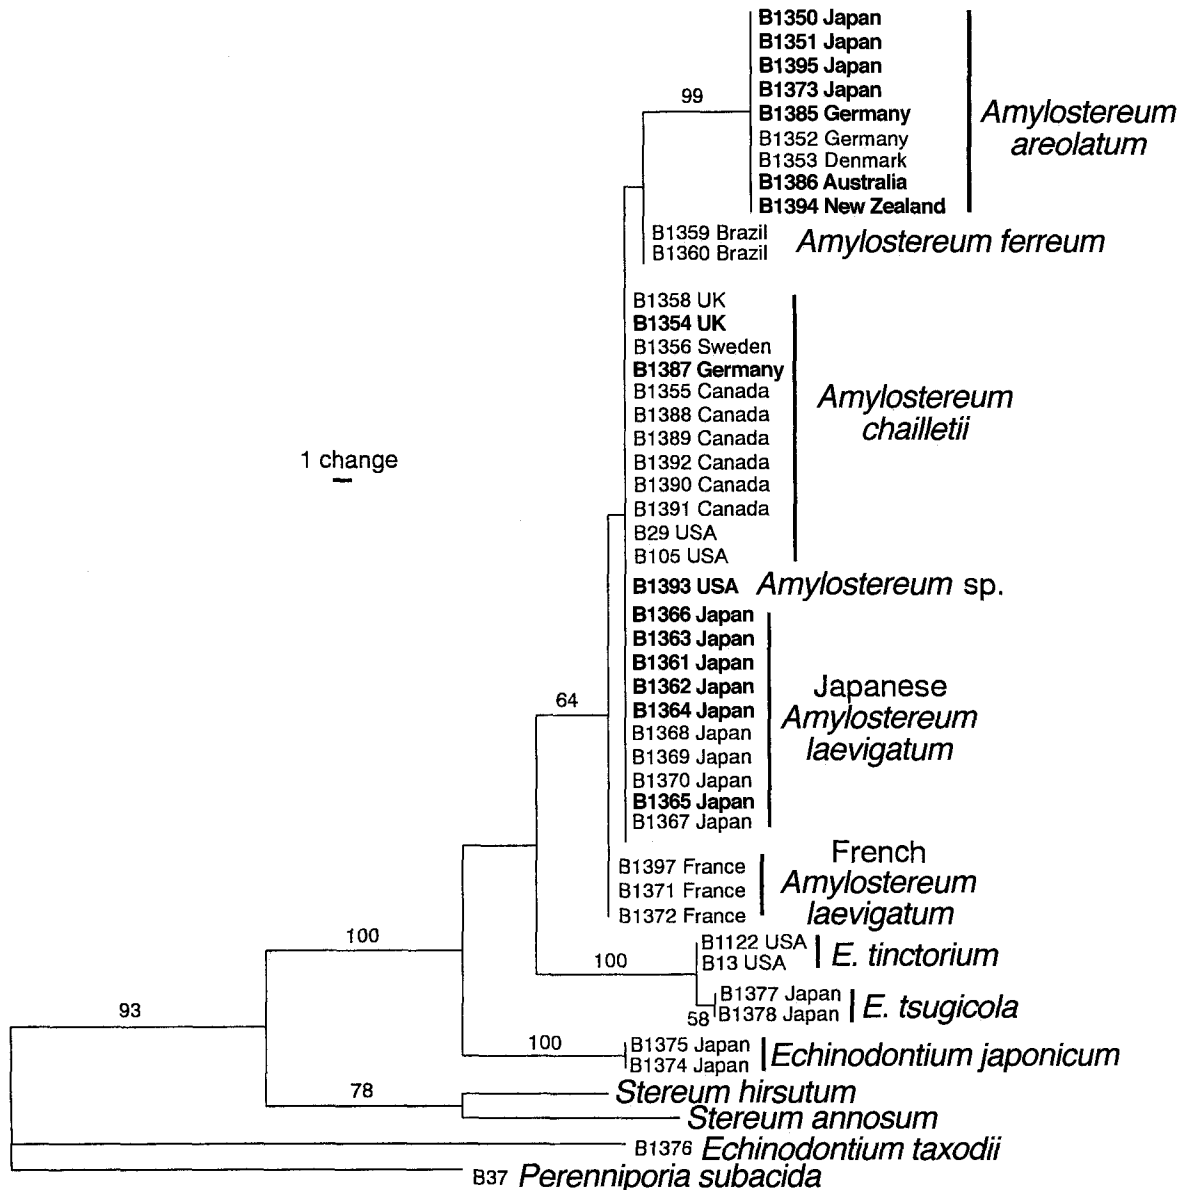 99
B1350 Japan
B1351 Japan
B1395 Japan
B1373 Japan
B1385 Germany
B1352 Germany
B1353 Denmark
B1386 Australia
B1394 New Zealand
Amylostereum
areolatum
B1359 Brazil
B1360 Brazil
Amylostereum ferreum
B1358 UK
B1354 UK
B1356 Sweden
B1387 Germany
B1355 Canada
B1388 Canada
B1389 Canada
B1392 Canada
B1390 Canada
B1391 Canada
B29 USA
B105 USA
Amylostereum
chailletii
1 change
B1393 USA Amylostereum sp.
B1366 Japan
B1363 Japan
B1361 Japan
B1362 Japan
B1364 Japan
B1368 Japan
B1369 Japan
B1370 Japan
B1365 Japan
B1367 Japan
Japanese
Amylostereum
laevigatum
64
B1397 France
B1371 France
B1372 France
French
Amylostereum
laevigatum
100
B1122 USA
B13 USA
E. tinctorium
100
58
B1377 Japan
B1378 Japan
E. tsugicola
93
100
B1375 Japan
B1374 Japan
Echinodontium japonicum
78
Stereum hirsutum
Stereum annosum
B1376 Echinodontium taxodii
B37 Perenniporia subacida